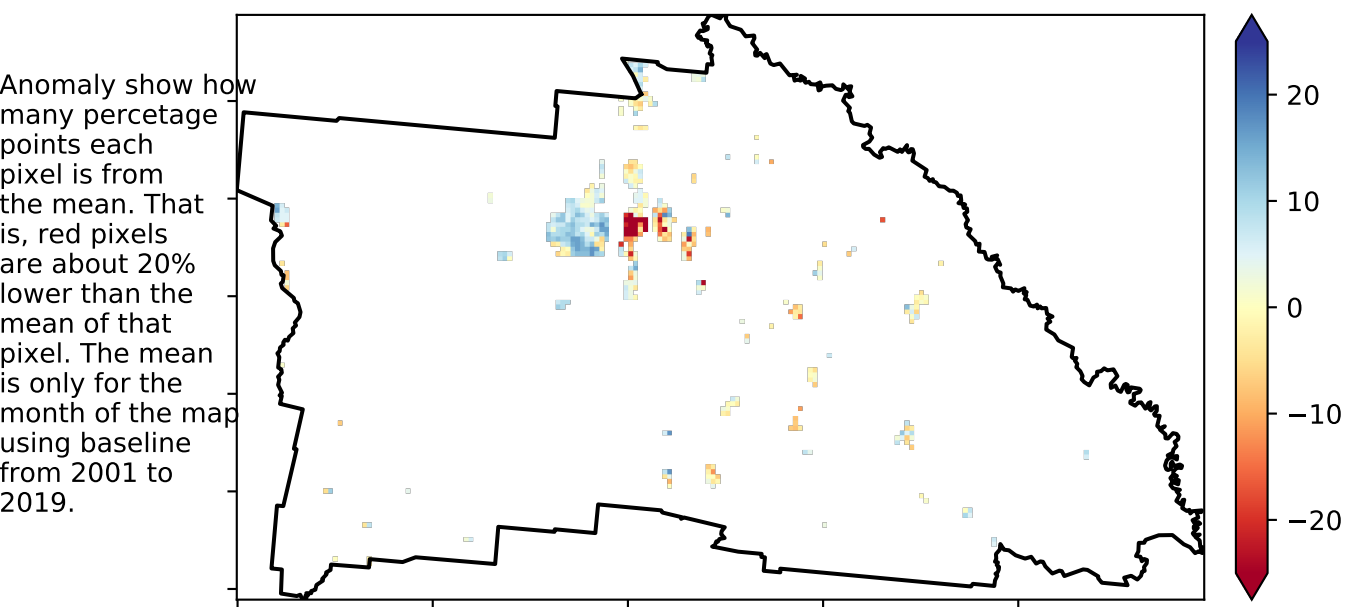 Anomaly show how
many percetage
points each
pixel is from
the mean. That
is, red pixels
are about 20%
lower than the
mean of that
pixel. The mean
is only for the
month of the map
using baseline
from 2001 to
2019.
20
10
0
−10
−20